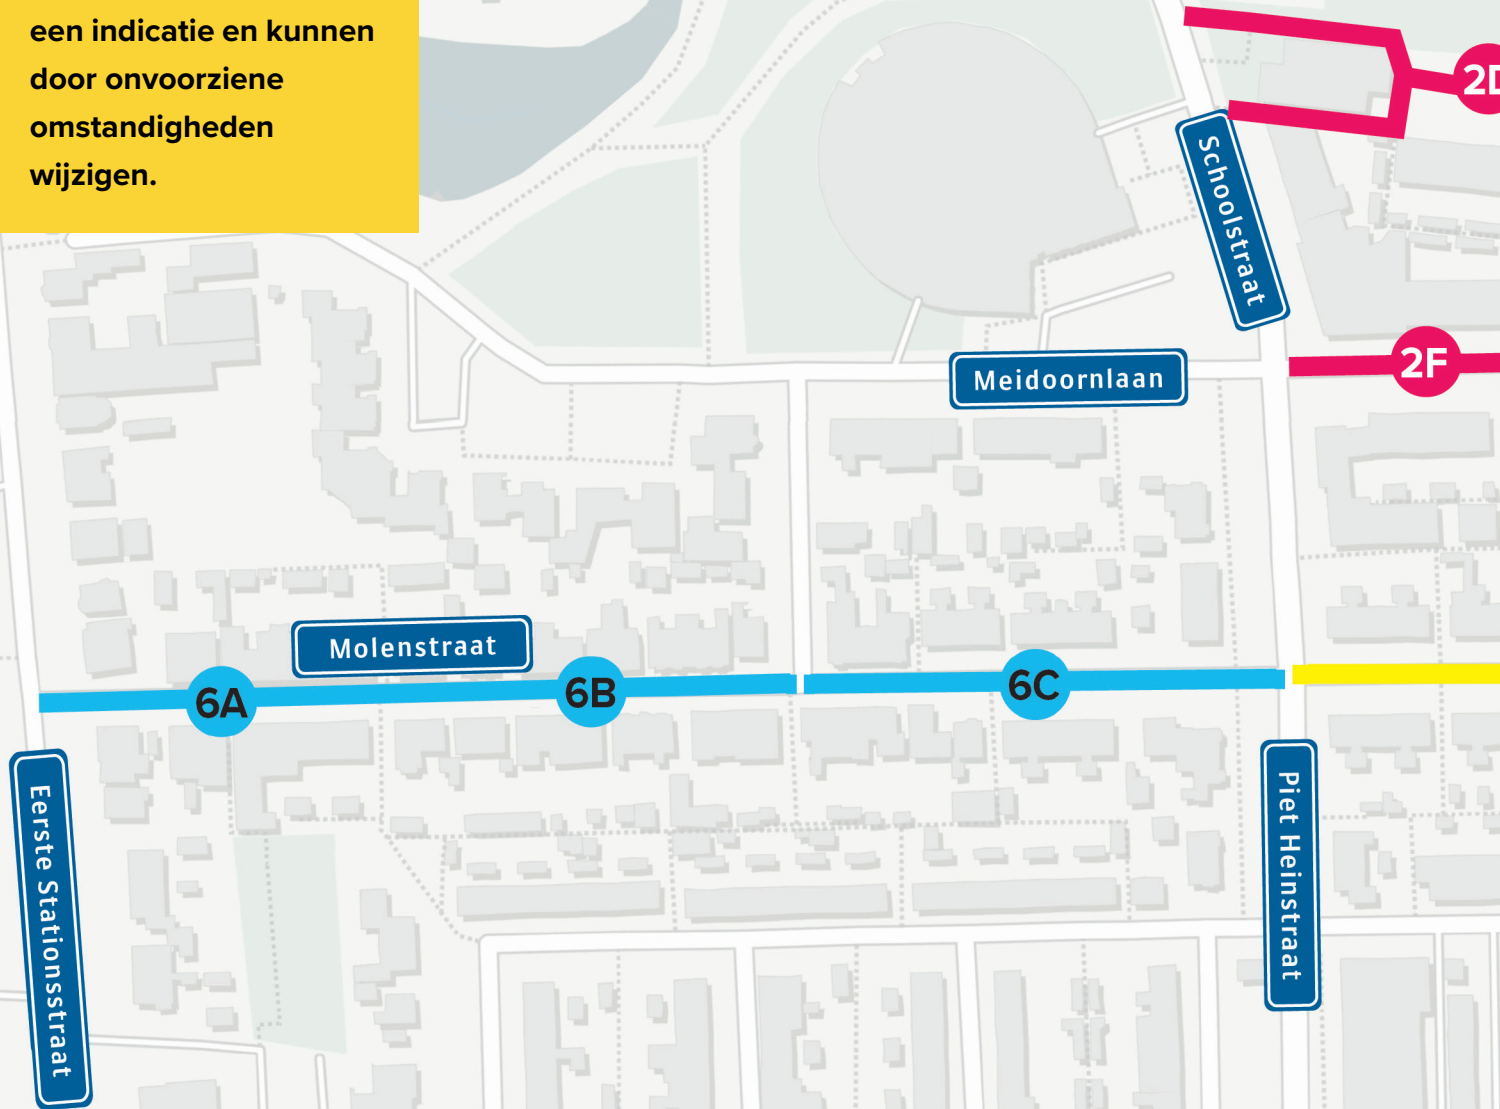 een indicatie en kunnen
door onvoorziene
omstandigheden
wijzigen.
2D
Schoolstraat
2F
Meidoornlaan
Molenstraat
6A
6B
6C
Eerste Stationsstraat
Piet Heinstraat